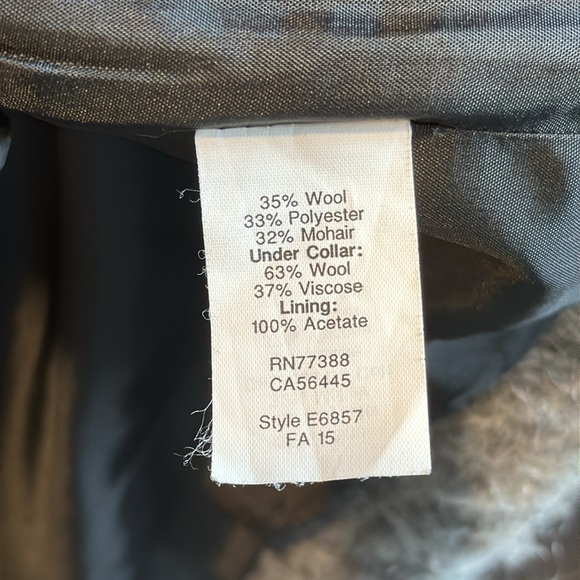 35% Wool
33% Polyester
32% Mohair
Under Collar:
63% Wool
37% Viscose
Lining:
100% Acetate
RN77388
CA56445
Style E6857
FA 15